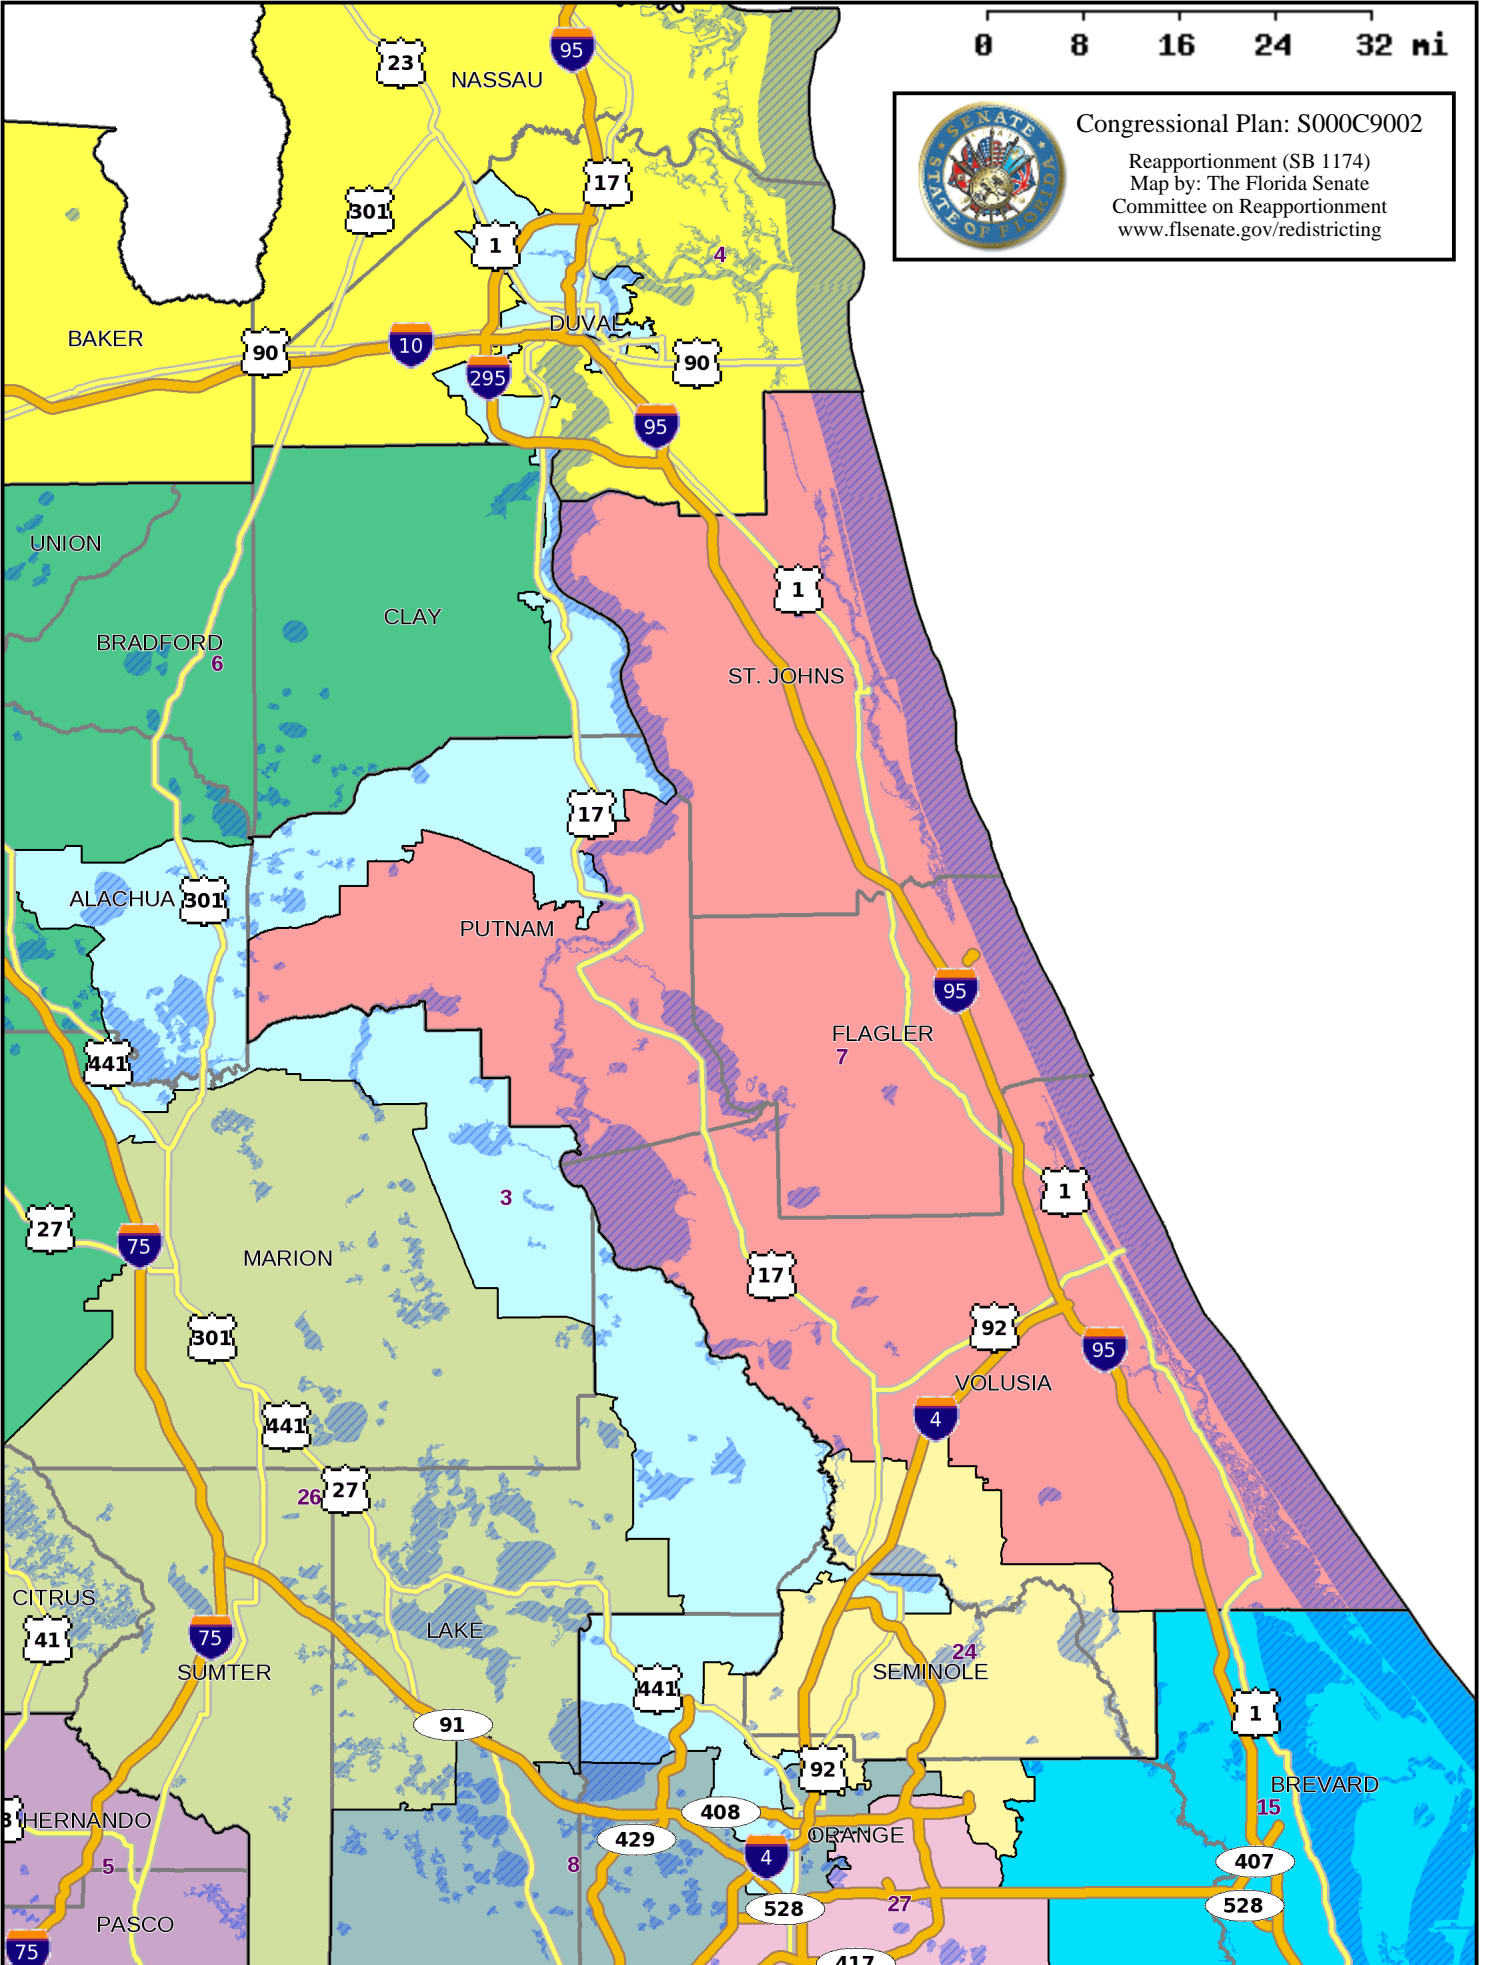 0 8 16 24 32 mi
Congressional Plan: S000C9002
Reapportionment (SB 1174)
Map by: The Florida Senate
Committee on Reapportionment
www.flsenate.gov/redistricting
SENATE
STATE OF FLORIDA
95
23
NASSAU
17
301
1
4
DUVAL
BAKER
10
90
90
295
95
UNION
1
CLAY
BRADFORD
6
ST. JOHNS
17
ALACHUA
301
PUTNAM
95
FLAGLER
7
441
3
1
27
75
MARION
17
301
92
95
VOLUSIA
4
441
27
26
CITRUS
41
75
LAKE
SUMTER
24
SEMINOLE
441
1
91
92
BREVARD
15
408
HERNANDO
429
ORANGE
4
407
5
8
27
528
528
PASCO
75
417